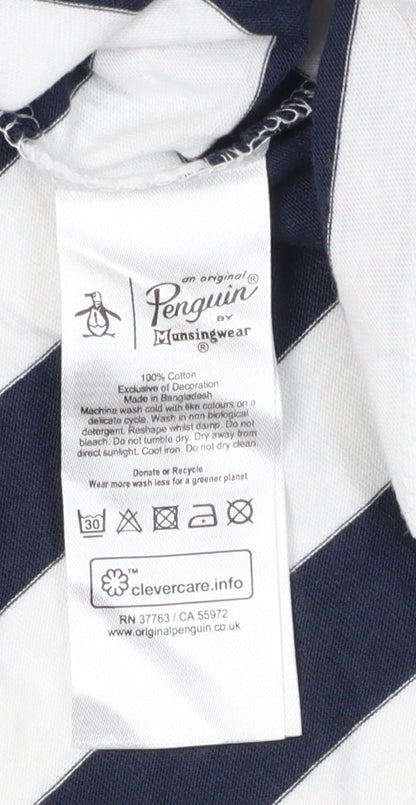 an original ®
Penguin
BY
Munsingwear
®
100% Cotton
Exclusive of Decoration
Made in Bangladesh
Machine wash cold with like colours on a
delicate cycle. Wash in non biological
detergent. Reshape whilst damp. Do not
bleach. Do not tumble dry. Dry away from
direct sunlight. Cool iron. Do not dry clean.
Donate or Recycle
Wear more wash less for a greener planet
30
™ clevercare.info
RN 37763 / CA 55972
www.originalpenguin.co.uk